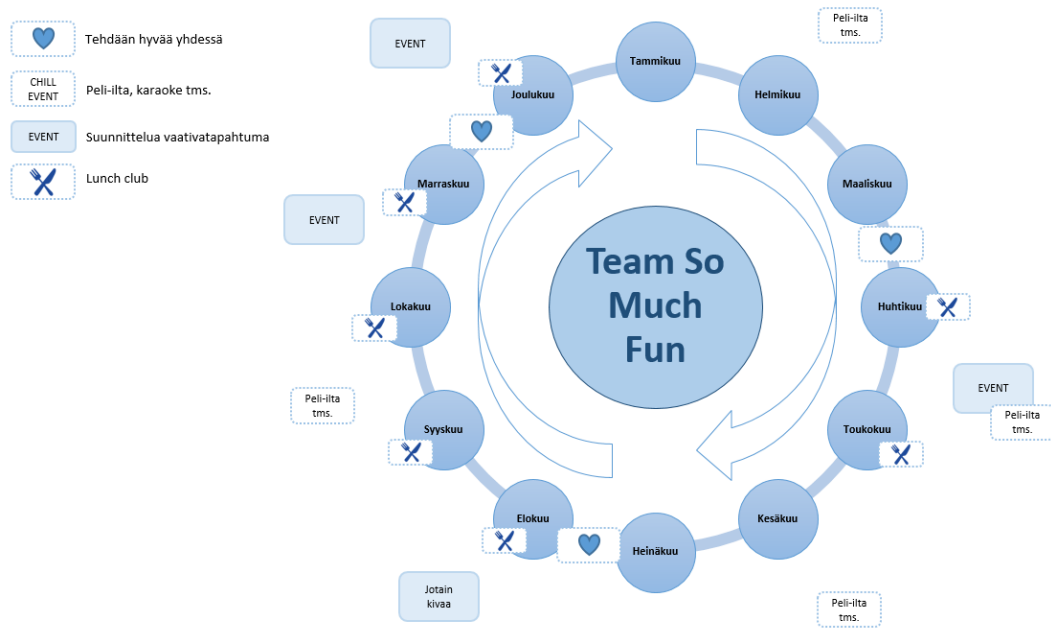 Tehdään hyvää yhdessä
CHILL
EVENT
Peli-ilta, karaoke tms.
EVENT
Suunnittelua vaativatapahtuma
Lunch club
EVENT
Peli-ilta
tms.
Tammikuu
Joulukuu
Helmikuu
Marraskuu
Maaliskuu
EVENT
Team So
Much
Fun
Lokakuu
Huhtikuu
EVENT
Peli-ilta
tms.
Peli-ilta
tms.
Syyskuu
Toukokuu
Elokuu
Kesäkuu
Heinäkuu
Jotain
kivaa
Peli-ilta
tms.